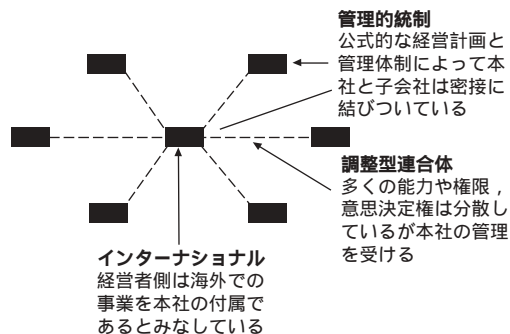 管理的統制
公式的な経営計画と
管理体制によって本
社と子会社は密接に
結びついている
調整型連合体
多くの能力や権限，
意思決定権は分散し
ているが本社の管理
を受ける
インターナショナル
経営者側は海外での
事業を本社の付属で
あるとみなしている